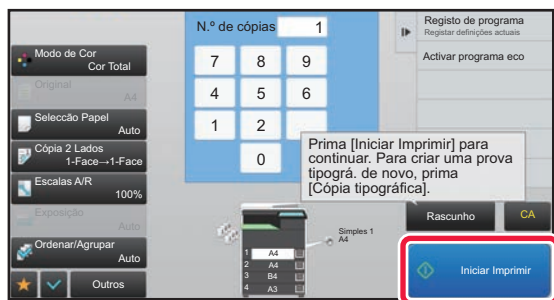 N.º de cópias 1
Registo de programa
Registar definições actuais
Activar programa eco
Modo de Cor
Cor Total
Original
A4
Selecção Papel
Auto
Cópia 2 Lados
1-Face→1-Face
Escalas A/R
100%
Exposição
Auto
Ordenar/Agrupar
Auto
Outros
7 8 9
4 5 6
1 2
0
Prima [Iniciar Imprimir] para
continuar. Para criar uma prova
tipográ. de novo, prima
[Cópia tipográfica].
Simples 1
A4
1 A4
2 A4
3 B4
4 A3
Rascunho
CA
Iniciar Imprimir